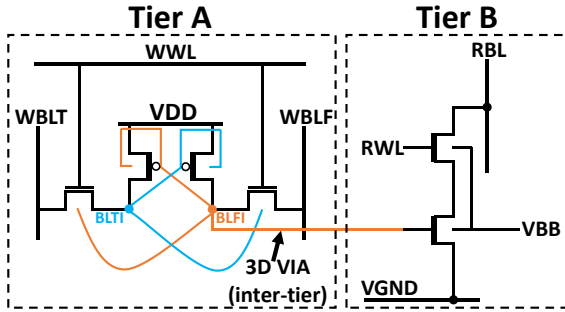 Tier A
Tier B
WWL
RBL
WBLT
VDD
WBLF
RWL
BLTI
BLFI
VBB
3D VIA
(inter-tier)
VGND